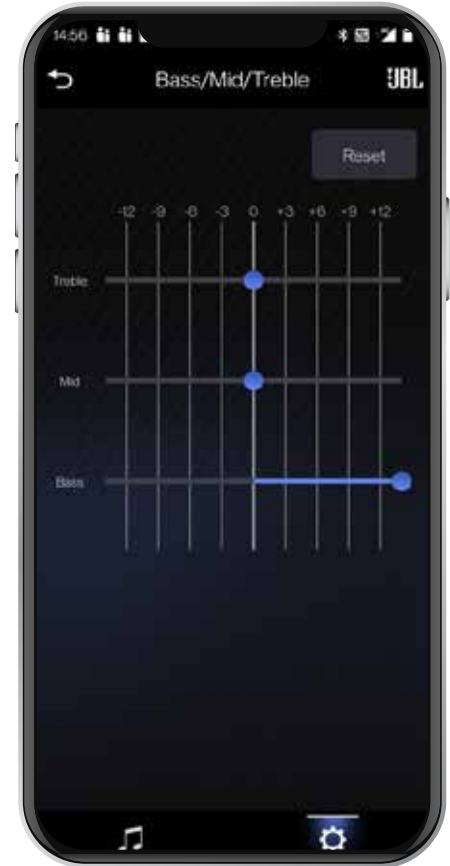 14:56
Bass/Mid/Treble JBL
Reset
-12 -9 -6 -3 0 +3 +6 +9 +12
Treble
Mid
Bass